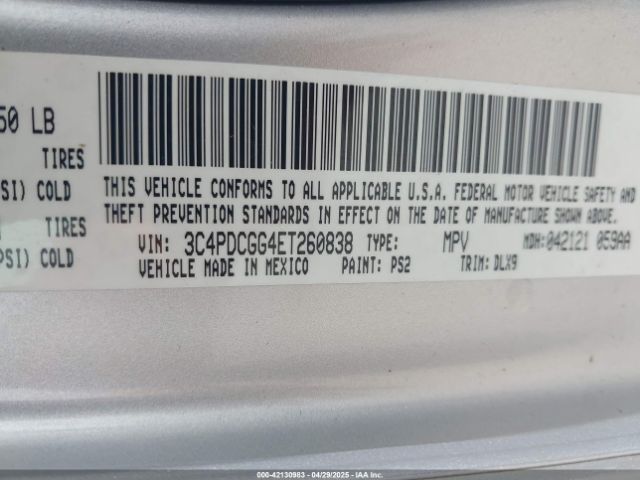 50 LB
TIRES
SI) COLD
TIRES
PSI) COLD
THIS VEHICLE CONFORMS TO ALL APPLICABLE U.S.A. FEDERAL MOTOR VEHICLE SAFETY AND
THEFT PREVENTION STANDARDS IN EFFECT ON THE DATE OF MANUFACTURE SHOWN ABOVE.
VIN: 3C4PDCGG4ET260838 TYPE: MPV MDH:042121 059AA
VEHICLE MADE IN MEXICO PAINT: PS2 TRIM: DLX9
000-42130983 - 04/29/2025 - IAA, Inc.